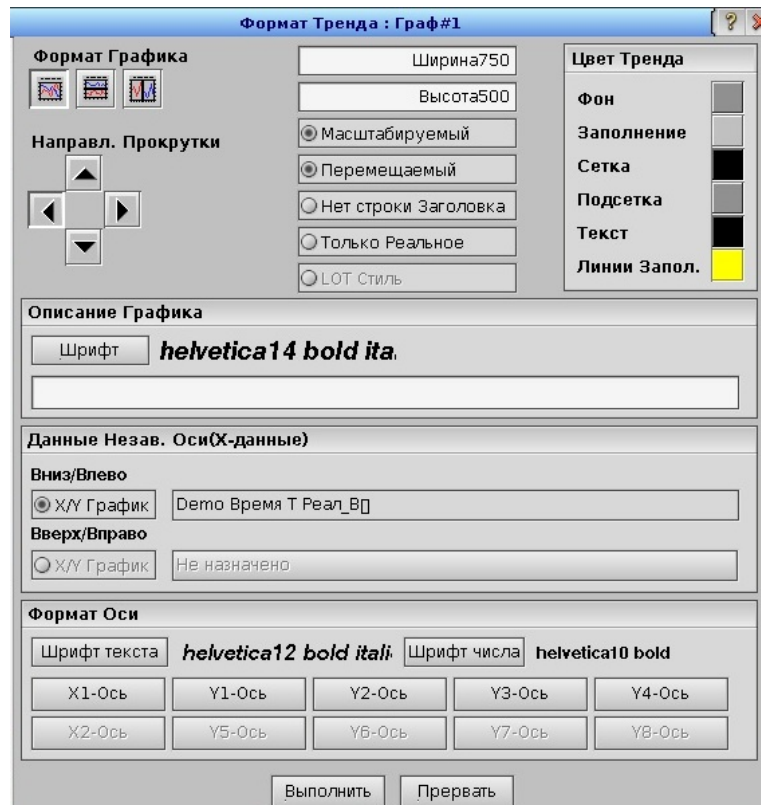 Формат Тренда : Граф#1
?
Формат Графика
Ширина750
Высота500
Направл. Прокрутки
Масштабируемый
Перемещаемый
Нет строки Заголовка
Только Реальное
LOT Стиль
Цвет Тренда
Фон
Заполнение
Сетка
Подсетка
Текст
Линии Запол.
Описание Графика
Шрифт helvetica14 bold ita
Данные Незав. Оси(Х-данные)
Вниз/Влево
X/Y График Demo Время Т Реал_В[]
Вверх/Вправо
X/Y График Не назначено
Формат Оси
Шрифт текста helvetica12 bold itali Шрифт числа helvetica10 bold
X1-Ось Y1-Ось Y2-Ось Y3-Ось Y4-Ось
X2-Ось Y5-Ось Y6-Ось Y7-Ось Y8-Ось
Выполнить Прервать